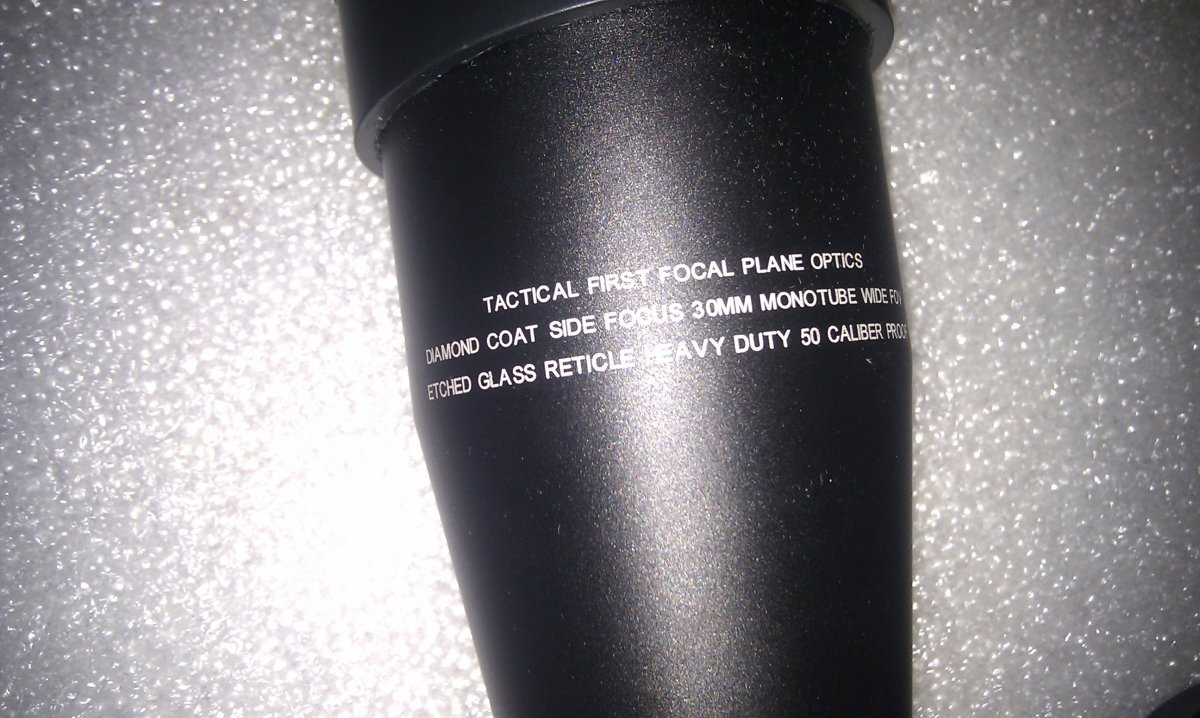 TACTICAL FIRST FOCAL PLANE OPTICS
DIAMOND COAT SIDE FOCUS 30MM MONOTUBE WIDE FOV
ETCHED GLASS RETICLE HEAVY DUTY 50 CALIBER PROOF